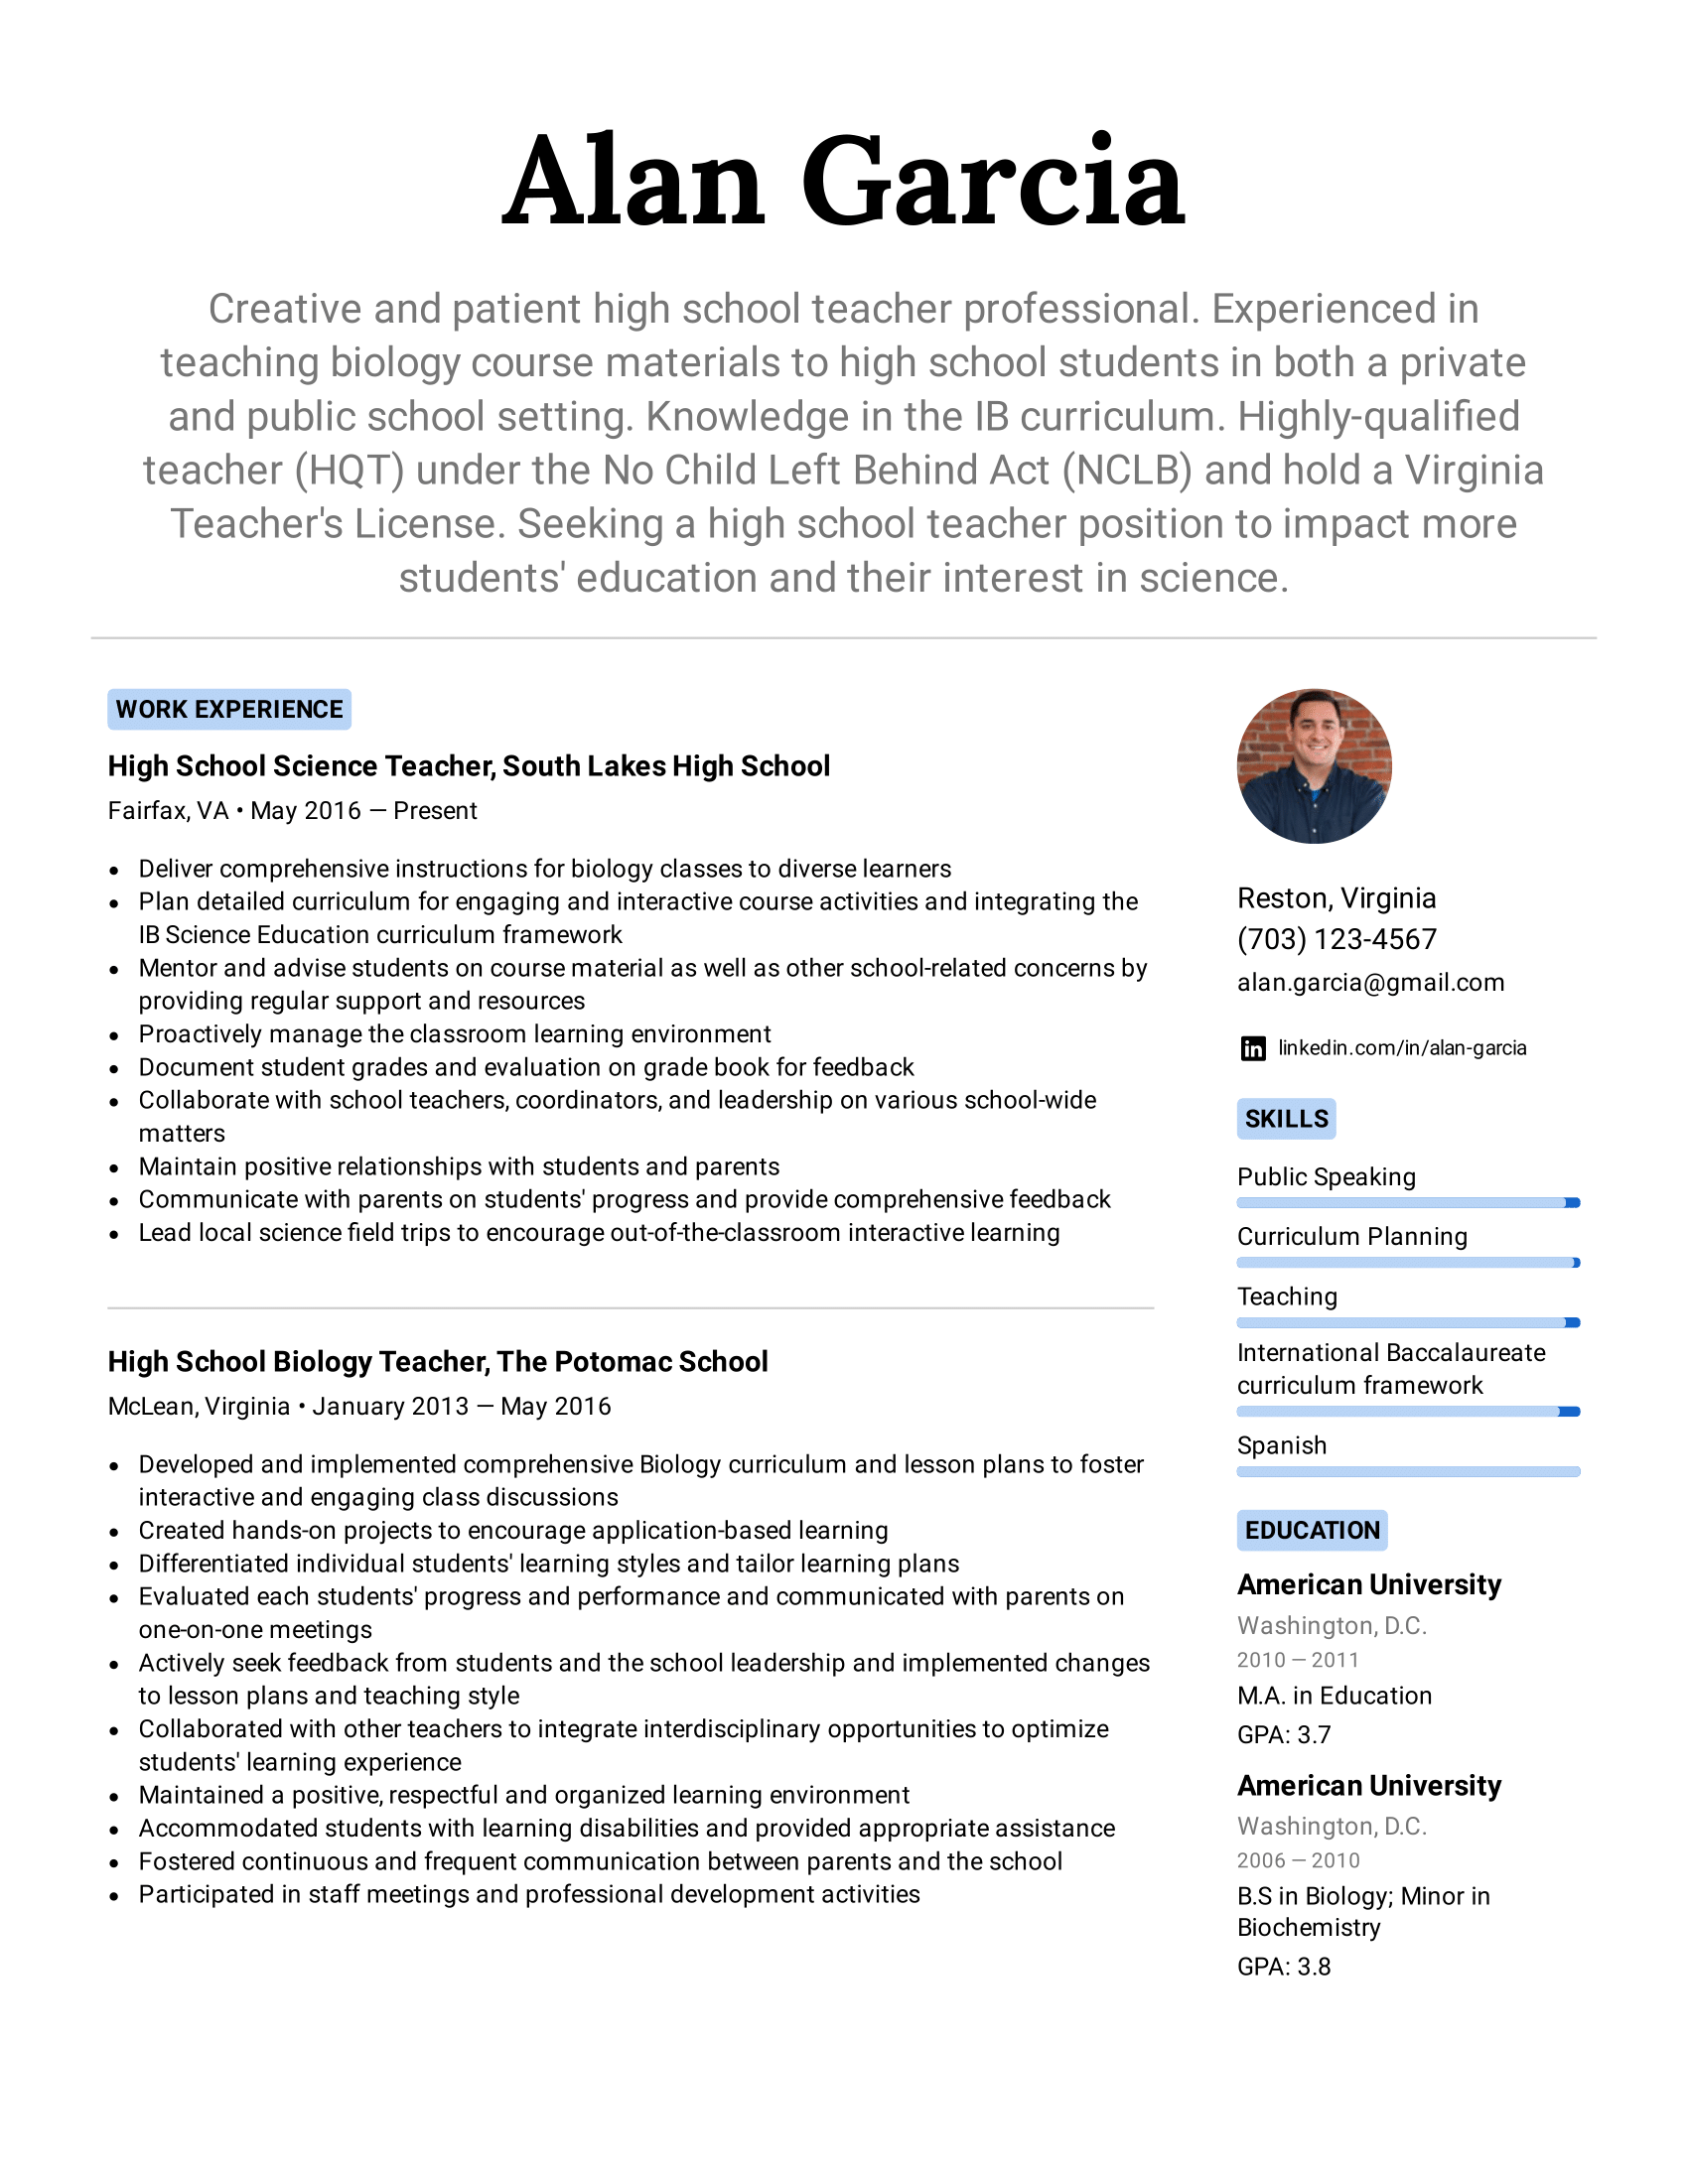 Alan Garcia
Creative and patient high school teacher professional. Experienced in
teaching biology course materials to high school students in both a private
and public school setting. Knowledge in the IB curriculum. Highly-qualified
teacher (HQT) under the No Child Left Behind Act (NCLB) and hold a Virginia
Teacher's License. Seeking a high school teacher position to impact more
students' education and their interest in science.
WORK EXPERIENCE
High School Science Teacher, South Lakes High School
Fairfax, VA • May 2016 — Present
• Deliver comprehensive instructions for biology classes to diverse learners
• Plan detailed curriculum for engaging and interactive course activities and integrating the
IB Science Education curriculum framework
• Mentor and advise students on course material as well as other school-related concerns by
providing regular support and resources
• Proactively manage the classroom learning environment
• Document student grades and evaluation on grade book for feedback
• Collaborate with school teachers, coordinators, and leadership on various school-wide
matters
• Maintain positive relationships with students and parents
• Communicate with parents on students' progress and provide comprehensive feedback
• Lead local science field trips to encourage out-of-the-classroom interactive learning
High School Biology Teacher, The Potomac School
McLean, Virginia • January 2013 — May 2016
• Developed and implemented comprehensive Biology curriculum and lesson plans to foster
interactive and engaging class discussions
• Created hands-on projects to encourage application-based learning
• Differentiated individual students' learning styles and tailor learning plans
• Evaluated each students' progress and performance and communicated with parents on
one-on-one meetings
• Actively seek feedback from students and the school leadership and implemented changes
to lesson plans and teaching style
• Collaborated with other teachers to integrate interdisciplinary opportunities to optimize
students' learning experience
• Maintained a positive, respectful and organized learning environment
• Accommodated students with learning disabilities and provided appropriate assistance
• Fostered continuous and frequent communication between parents and the school
• Participated in staff meetings and professional development activities
Reston, Virginia
(703) 123-4567
alan.garcia@gmail.com
in linkedin.com/in/alan-garcia
SKILLS
Public Speaking
Curriculum Planning
Teaching
International Baccalaureate
curriculum framework
Spanish
EDUCATION
American University
Washington, D.C.
2010 — 2011
M.A. in Education
GPA: 3.7
American University
Washington, D.C.
2006 — 2010
B.S in Biology; Minor in
Biochemistry
GPA: 3.8